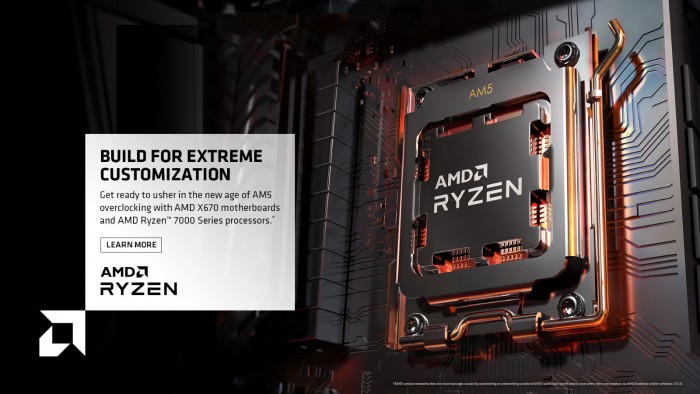 BUILD FOR EXTREME
CUSTOMIZATION
Get ready to usher in the new age of AM5
overclocking with AMD X670 motherboards
and AMD Ryzen™ 7000 Series processors.*
LEARN MORE
AMD
RYZEN
AM5
AMD
RYZEN